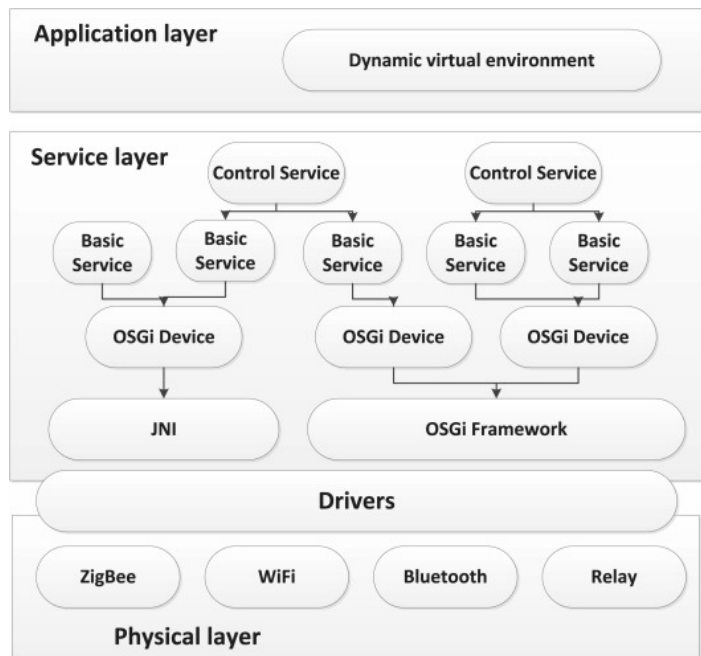 Application layer
Dynamic virtual environment
Service layer
Control Service
Control Service
Basic
Service
Basic
Service
Basic
Service
Basic
Service
Basic
Service
OSGi Device
OSGi Device
OSGi Device
JNI
OSGi Framework
Drivers
ZigBee
WiFi
Bluetooth
Relay
Physical layer